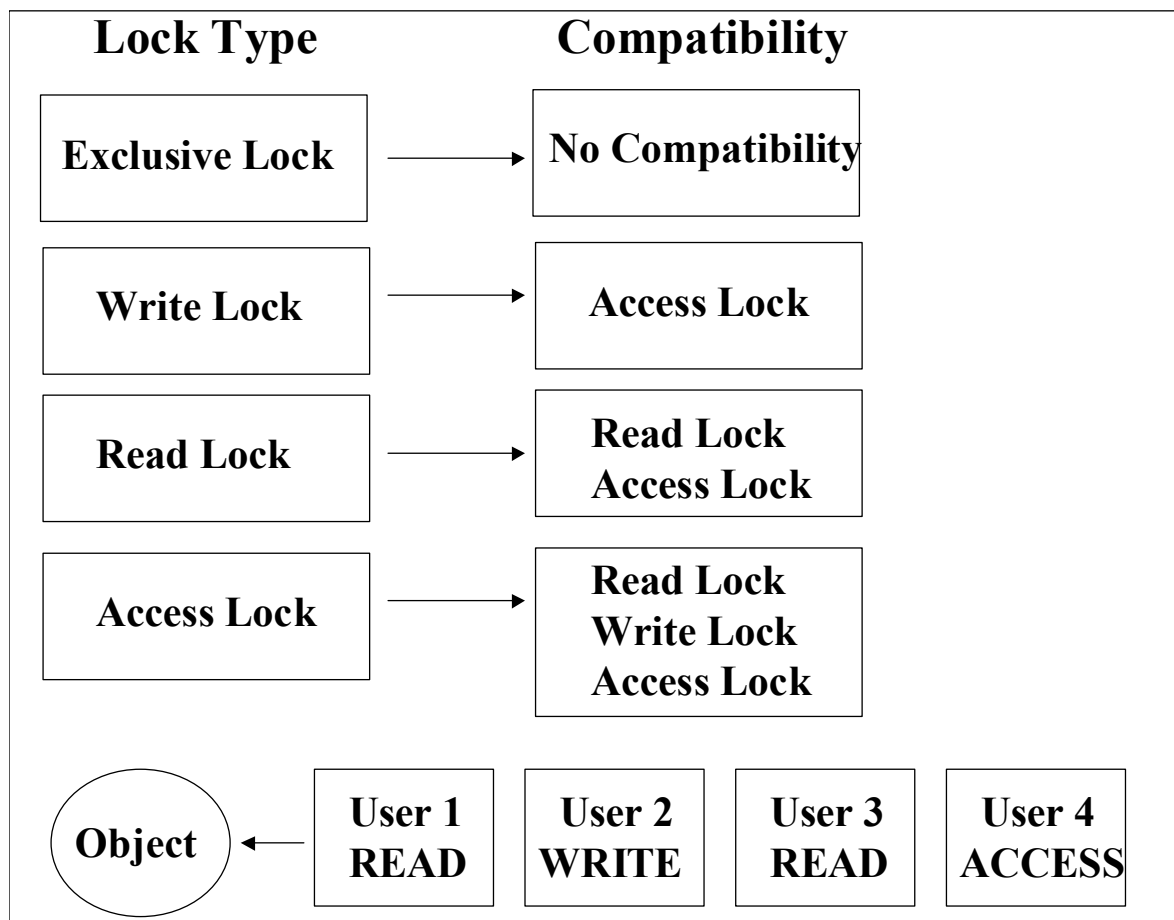 Lock Type
Compatibility
Exclusive Lock
No Compatibility
Write Lock
Access Lock
Read Lock
Read Lock
Access Lock
Access Lock
Read Lock
Write Lock
Access Lock
Object
User 1
READ
User 2
WRITE
User 3
READ
User 4
ACCESS